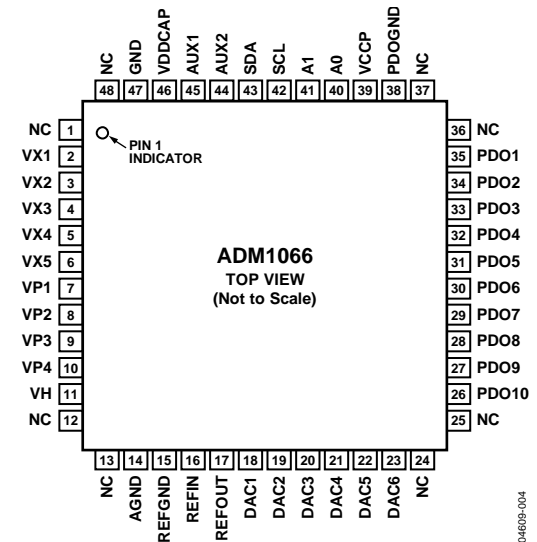 NC
GND
VDDCAP
AUX1
AUX2
SDA
SCL
A1
A0
VCCP
PDOGND
NC
48 47 46 45 44 43 42 41 40 39 38 37
NC 1
VX1 2
VX2 3
VX3 4
VX4 5
VX5 6
VP1 7
VP2 8
VP3 9
VP4 10
VH 11
NC 12
PIN 1
INDICATOR
ADM1066
TOP VIEW
(Not to Scale)
36 NC
35 PDO1
34 PDO2
33 PDO3
32 PDO4
31 PDO5
30 PDO6
29 PDO7
28 PDO8
27 PDO9
26 PDO10
25 NC
13 14 15 16 17 18 19 20 21 22 23 24
NC
AGND
REFGND
REFIN
REFOUT
DAC1
DAC2
DAC3
DAC4
DAC5
DAC6
NC
04609-004